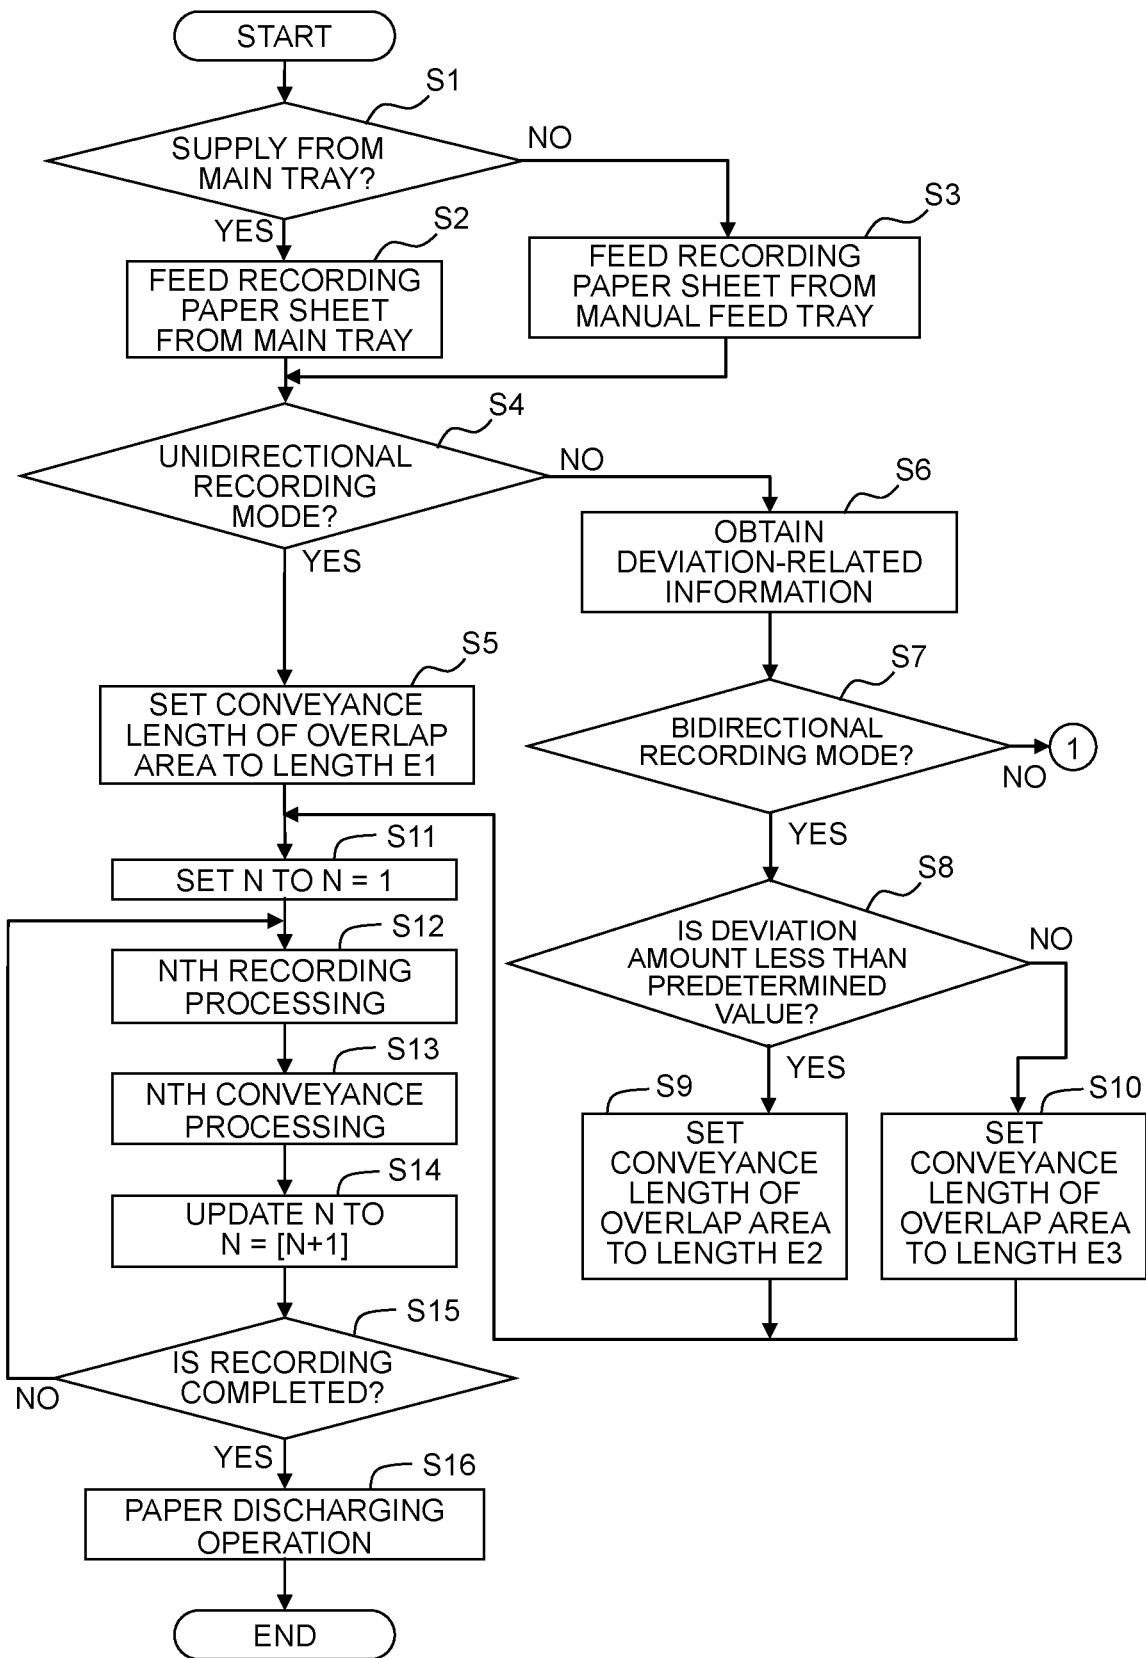 START
S1
SUPPLY FROM
MAIN TRAY?
NO
YES
S2
FEED RECORDING
PAPER SHEET
FROM MAIN TRAY
S3
FEED RECORDING
PAPER SHEET FROM
MANUAL FEED TRAY
S4
UNIDIRECTIONAL
RECORDING
MODE?
NO
YES
S6
OBTAIN
DEVIATION-RELATED
INFORMATION
S5
SET CONVEYANCE
LENGTH OF OVERLAP
AREA TO LENGTH E1
S7
BIDIRECTIONAL
RECORDING MODE?
NO
1
YES
S8
IS DEVIATION
AMOUNT LESS THAN
PREDETERMINED
VALUE?
NO
YES
S9
SET
CONVEYANCE
LENGTH OF
OVERLAP AREA
TO LENGTH E2
S10
SET
CONVEYANCE
LENGTH OF
OVERLAP AREA
TO LENGTH E3
S11
SET N TO N = 1
S12
NTH RECORDING
PROCESSING
S13
NTH CONVEYANCE
PROCESSING
S14
UPDATE N TO
N = [N+1]
S15
IS RECORDING
COMPLETED?
NO
YES
S16
PAPER DISCHARGING
OPERATION
END